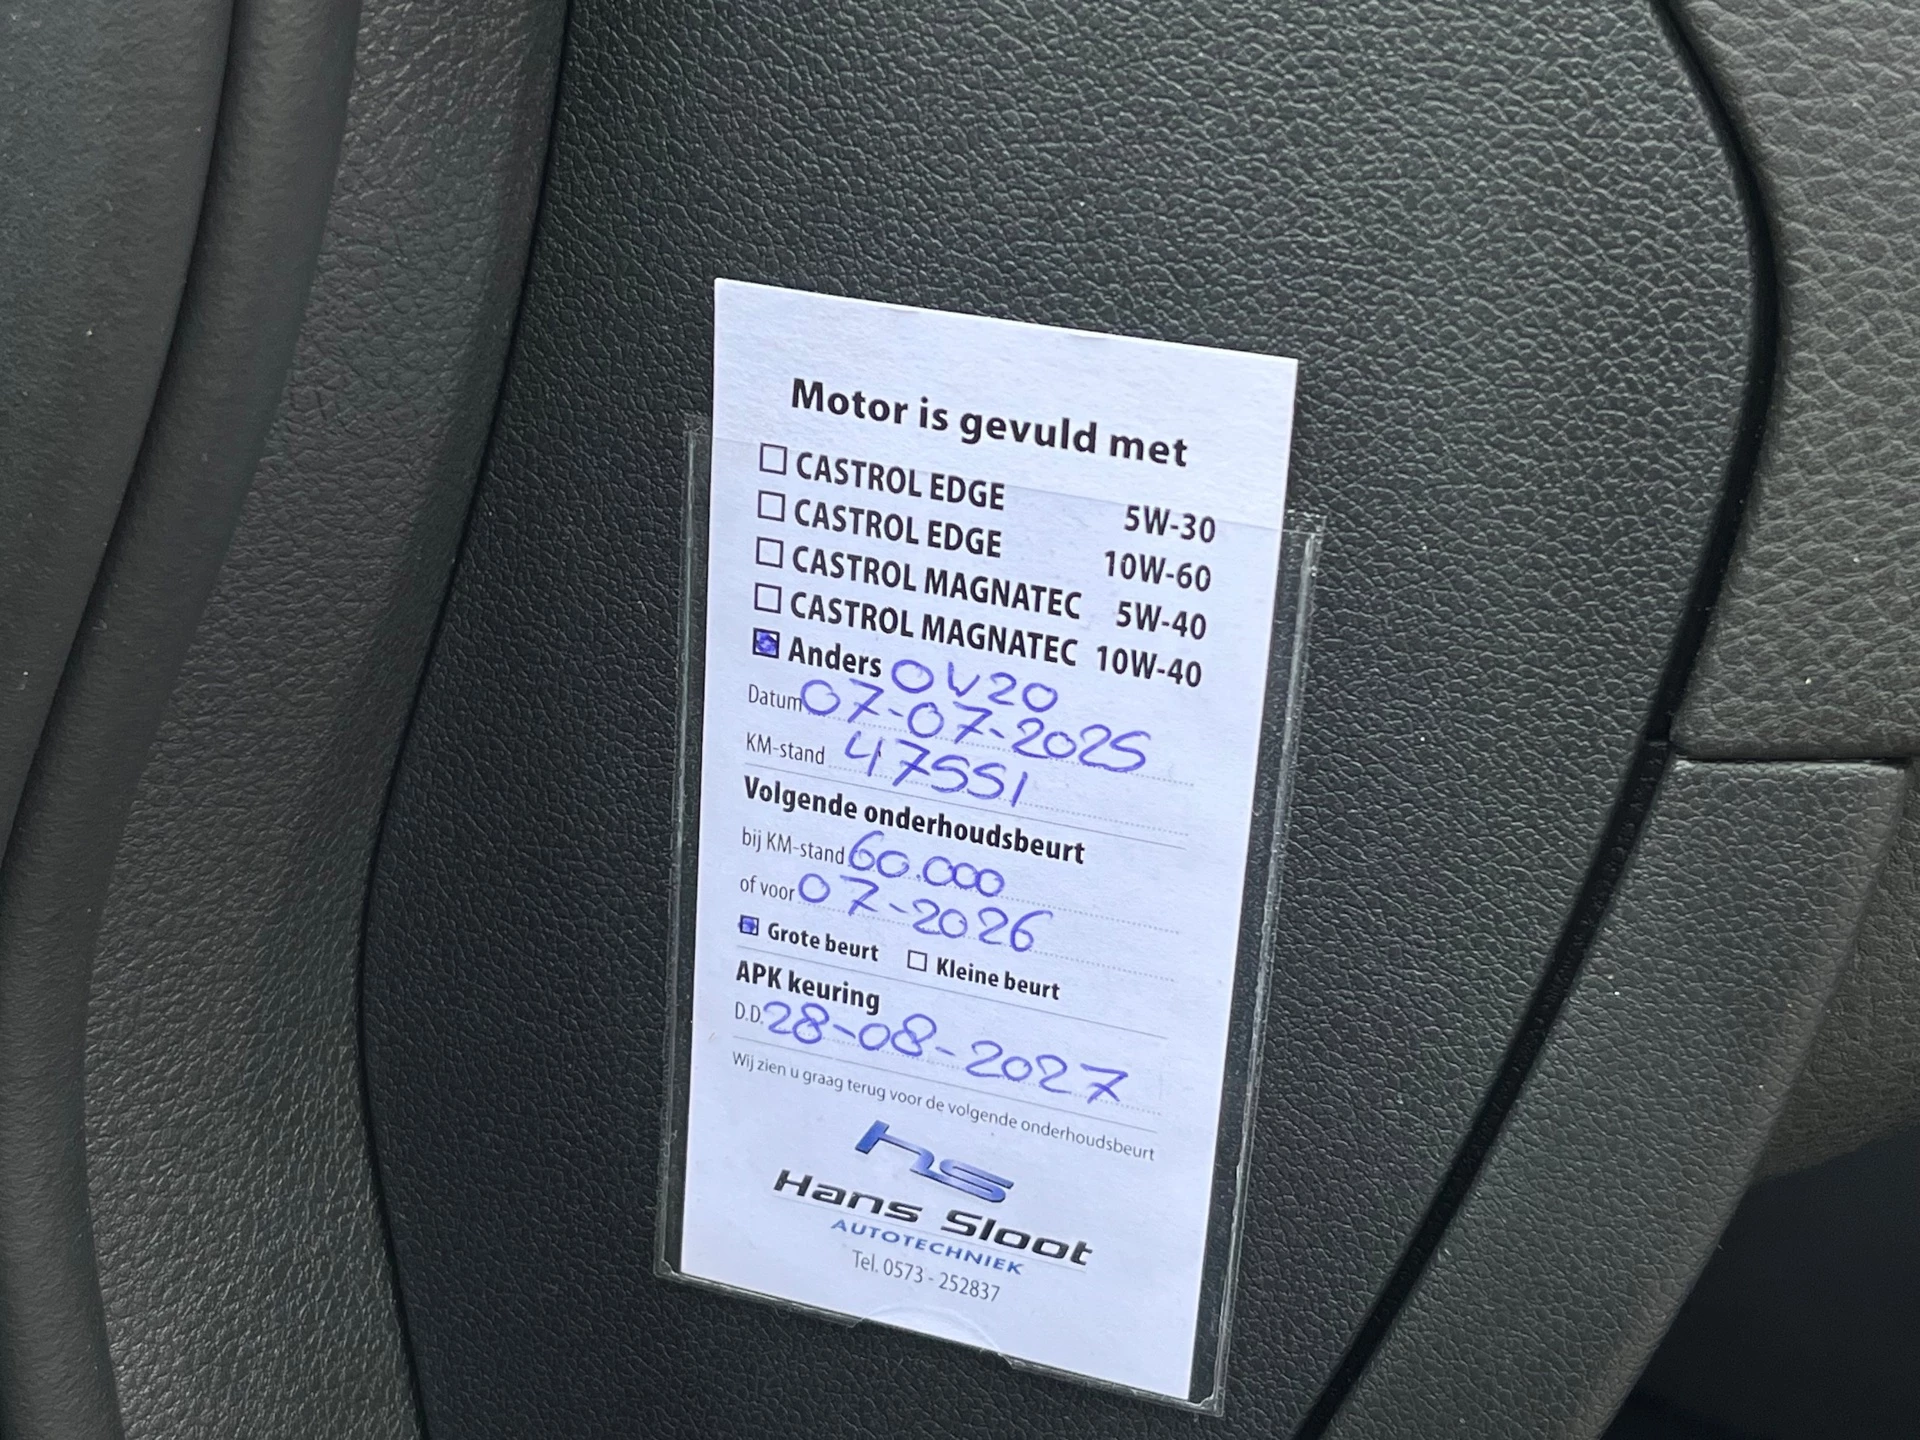 Motor is gevuld met
CASTROL EDGE 5W-30
CASTROL EDGE 10W-60
CASTROL MAGNATEC 5W-40
CASTROL MAGNATEC 10W-40
Anders 0W20
Datum 07-07-2025
KM-stand 47551
Volgende onderhoudsbeurt
bij KM-stand 60.000
of voor 07-2026
Grote beurt Kleine beurt
APK keuring
D.D. 28-08-2027
Wij zien u graag terug voor de volgende onderhoudsbeurt
hs
Hans Sloot
AUTOTECHNIEK
Tel. 0573 - 252837